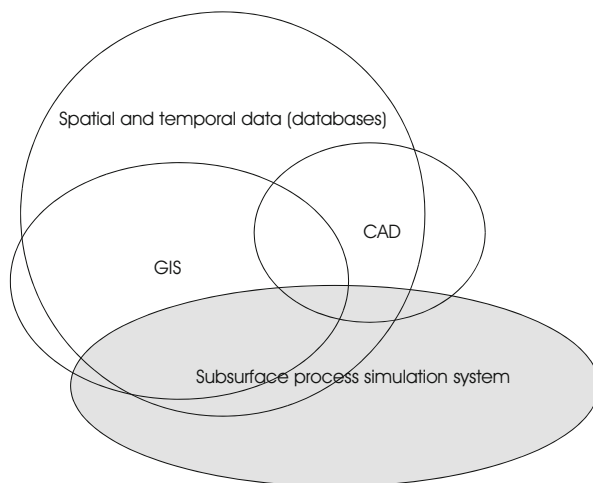 Spatial and temporal data (databases)
CAD
GIS
Subsurface process simulation system